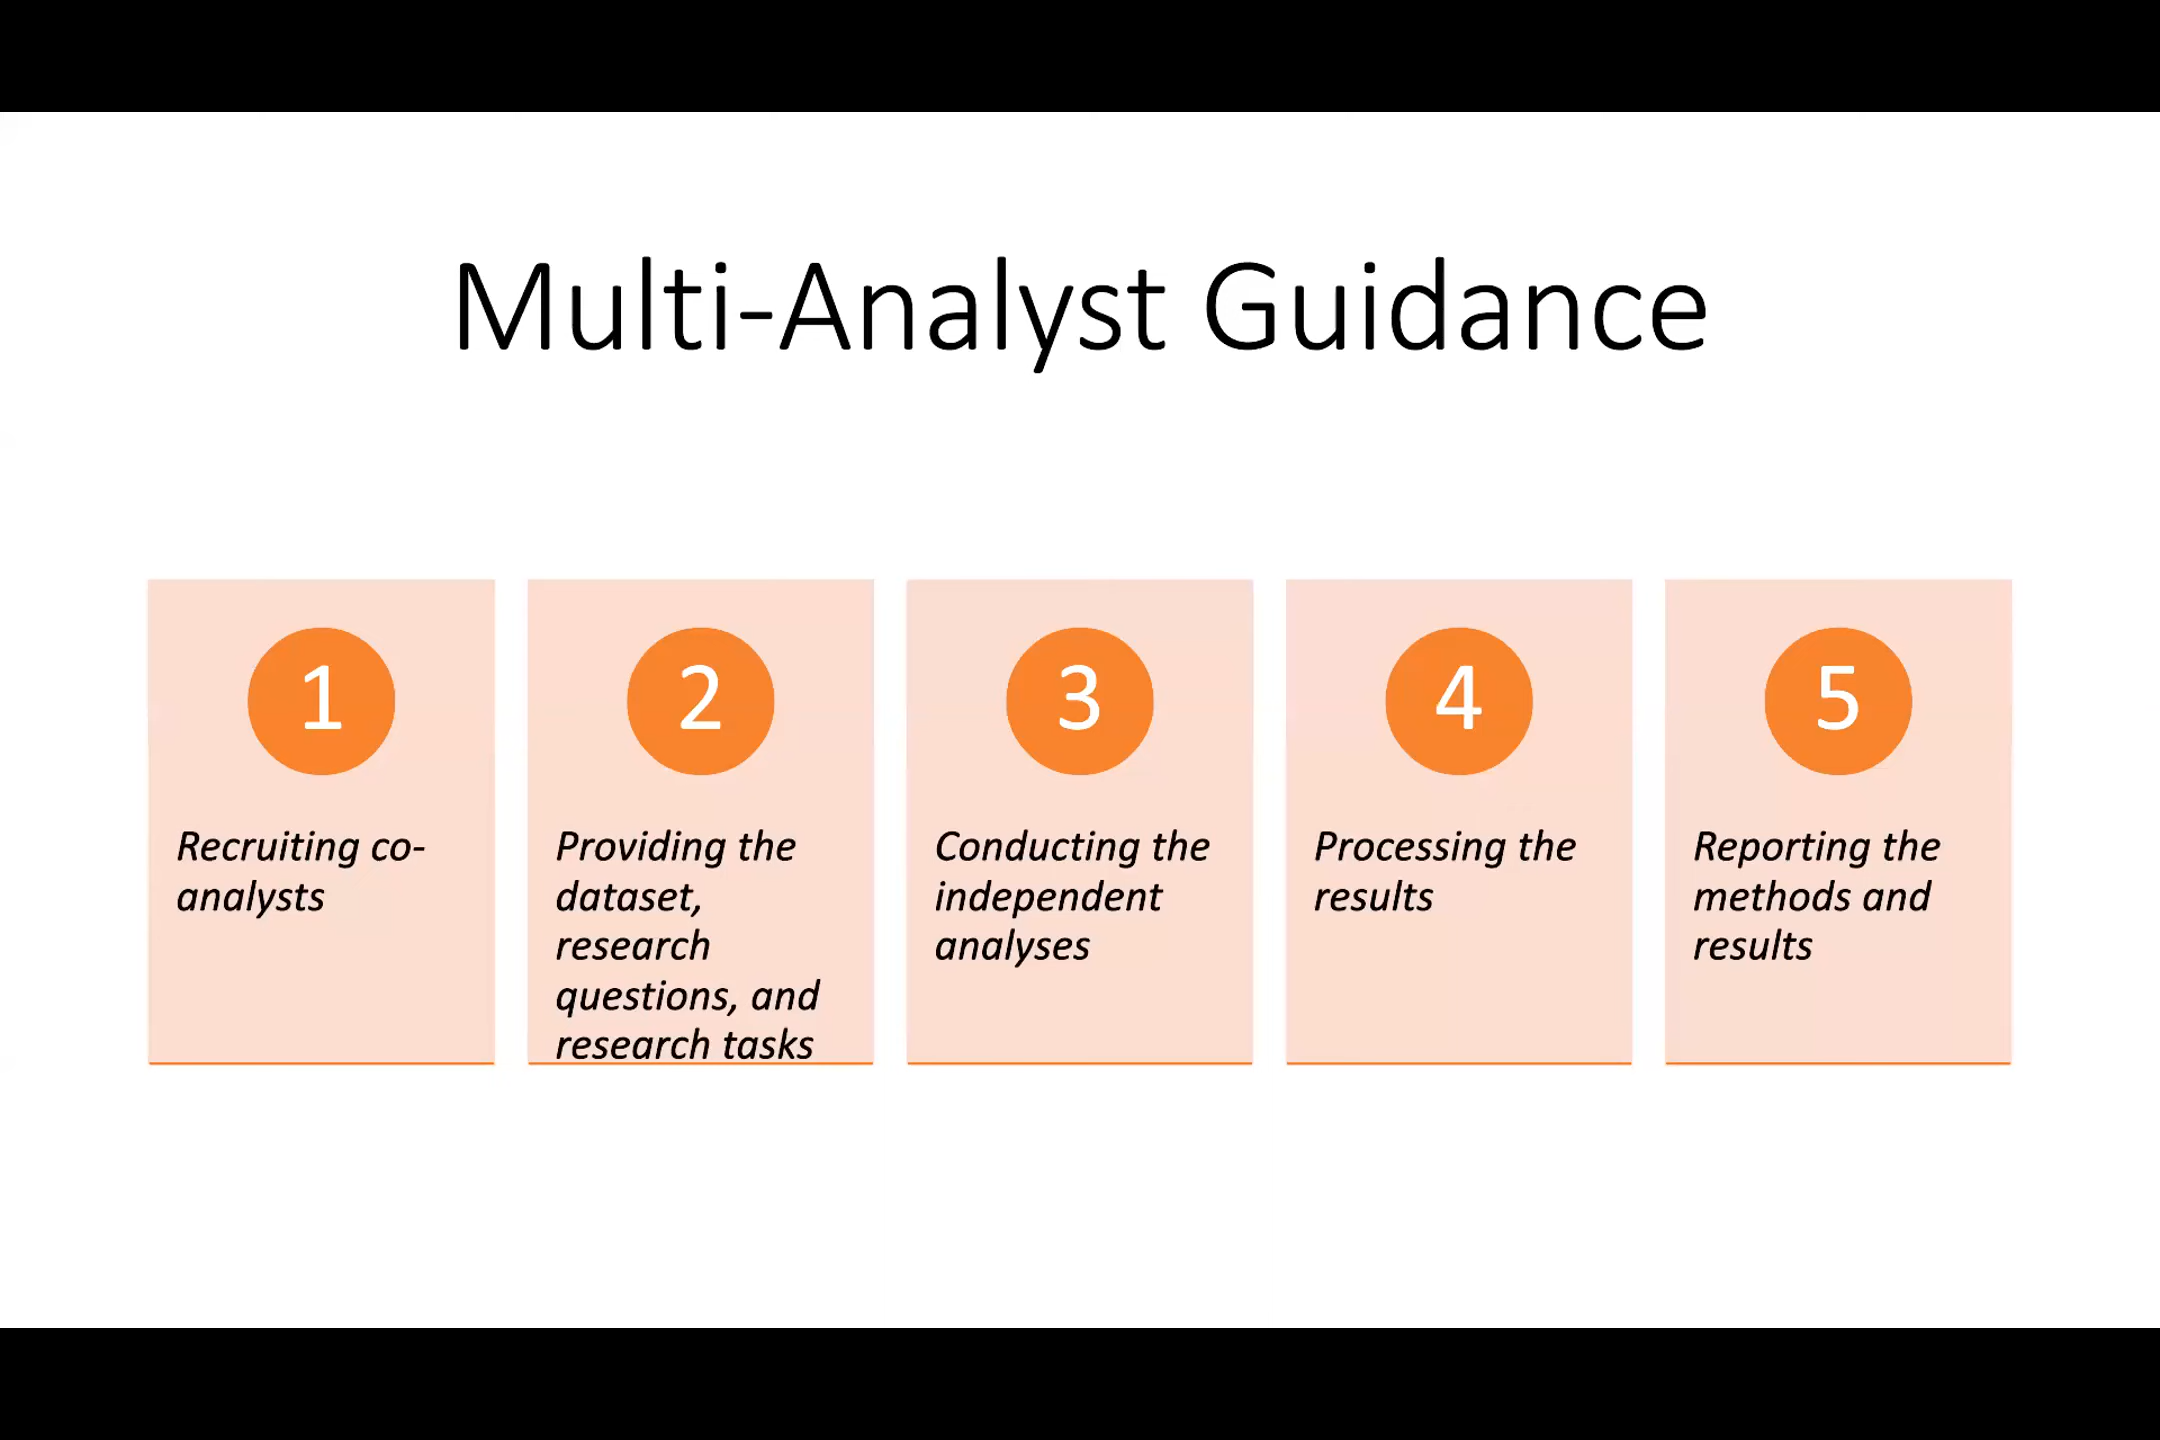 Multi-Analyst Guidance
1
Recruiting co-
analysts
2
Providing the
dataset,
research
questions, and
research tasks
3
Conducting the
independent
analyses
4
Processing the
results
5
Reporting the
methods and
results